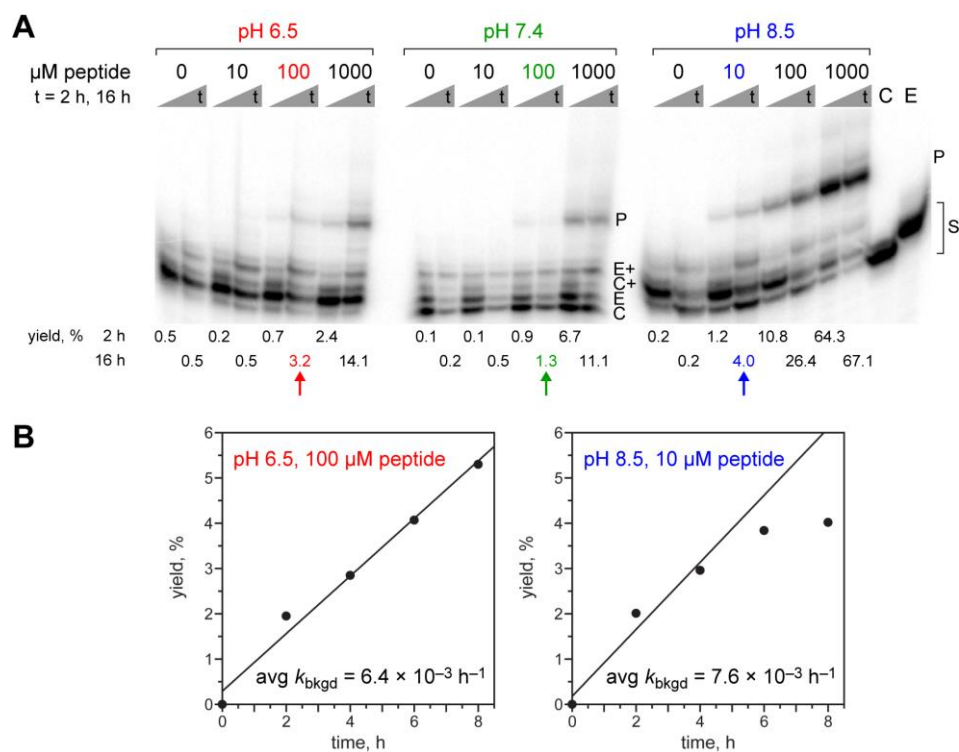 A
pH 6.5 pH 7.4 pH 8.5
µM peptide 0 10 100 1000 0 10 100 1000 0 10 100 1000
t = 2 h, 16 h t t t t t t t t t t t t C E
P
P
S
E+
C+
E
C
yield, % 2 h 0.5 0.2 0.7 2.4 0.1 0.1 0.9 6.7 0.2 1.2 10.8 64.3
16 h 0.5 0.5 3.2 14.1 0.2 0.5 1.3 11.1 0.2 4.0 26.4 67.1
B
pH 6.5, 100 µM peptide
yield, %
6
5
4
3
2
1
0
avg kbkgd = 6.4 × 10–3 h–1
0 2 4 6 8
time, h
pH 8.5, 10 µM peptide
yield, %
6
5
4
3
2
1
0
avg kbkgd = 7.6 × 10–3 h–1
0 2 4 6 8
time, h